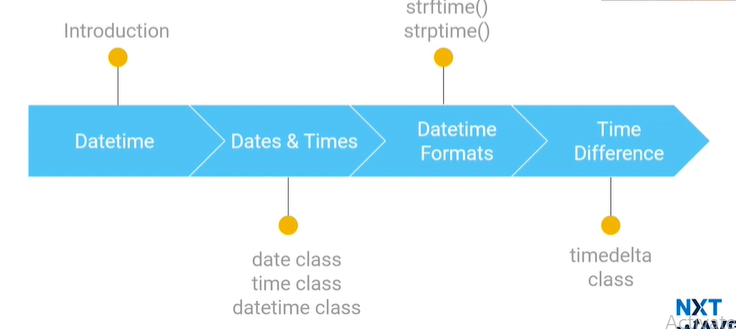 strftime()
Introduction
strptime()
Datetime
Dates & Times
Datetime
Formats
Time
Difference
date class
time class
datetime class
timedelta
class
NXT